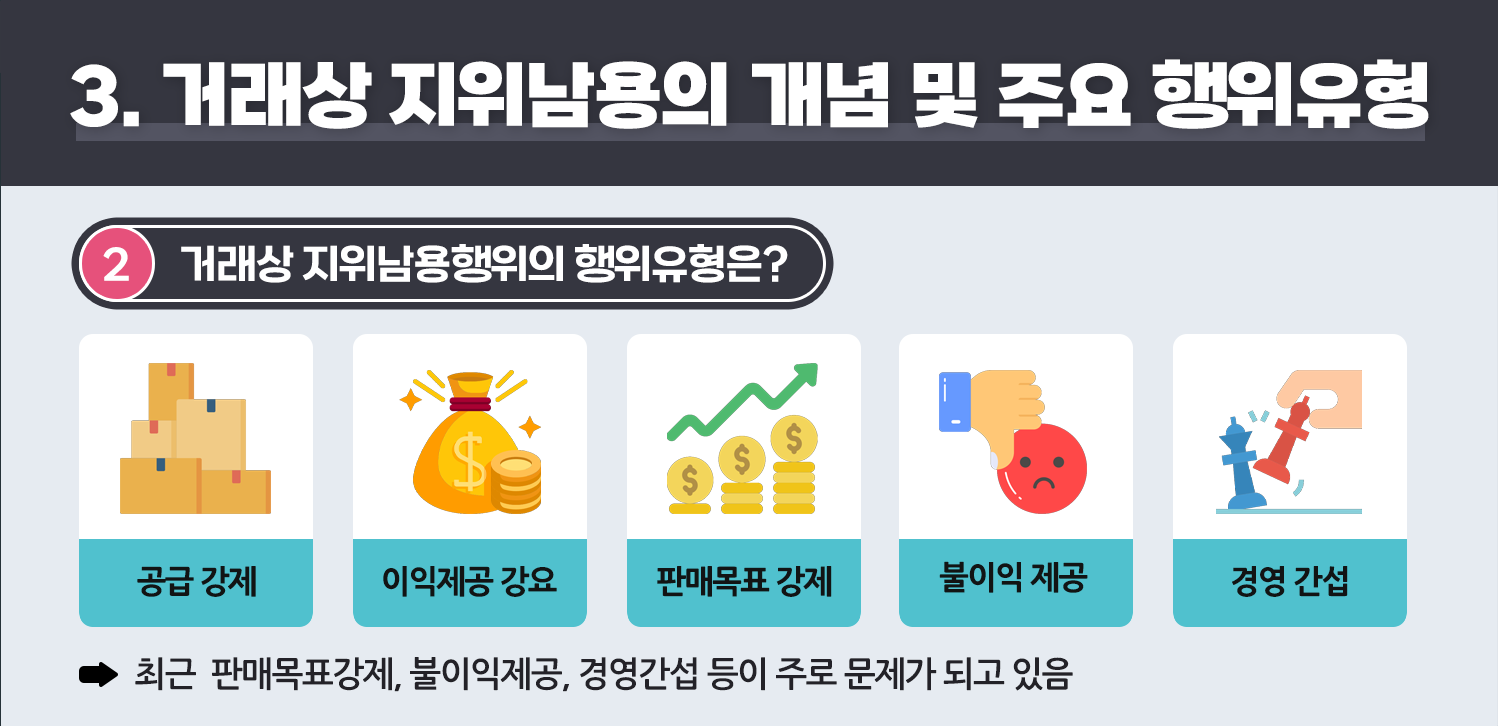 3. 거래상 지위남용의 개념 및 주요 행위유형
2 거래상 지위남용행위의 행위유형은?
공급 강제
이익제공 강요
판매목표 강제
불이익 제공
경영 간섭
최근 판매목표강제, 불이익제공, 경영간섭 등이 주로 문제가 되고 있음